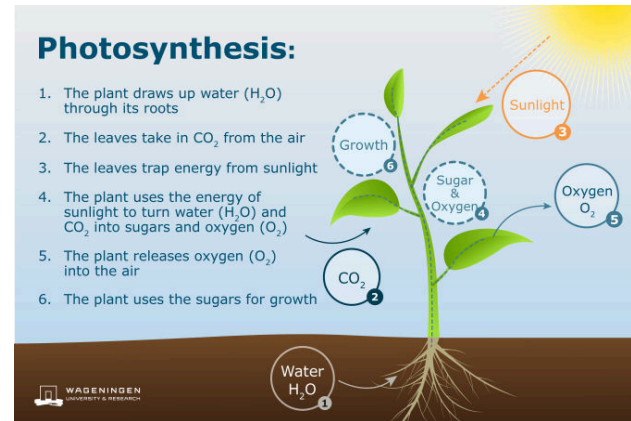 Photosynthesis:
1. The plant draws up water (H₂O)
through its roots
2. The leaves take in CO₂ from the air
3. The leaves trap energy from sunlight
4. The plant uses the energy of
sunlight to turn water (H₂O) and
CO₂ into sugars and oxygen (O₂)
5. The plant releases oxygen (O₂)
into the air
6. The plant uses the sugars for growth
Sunlight
3
Growth
6
Sugar
&
Oxygen
4
Oxygen
O₂
5
CO₂
2
Water
H₂O
1
WAGENINGEN
UNIVERSITY & RESEARCH